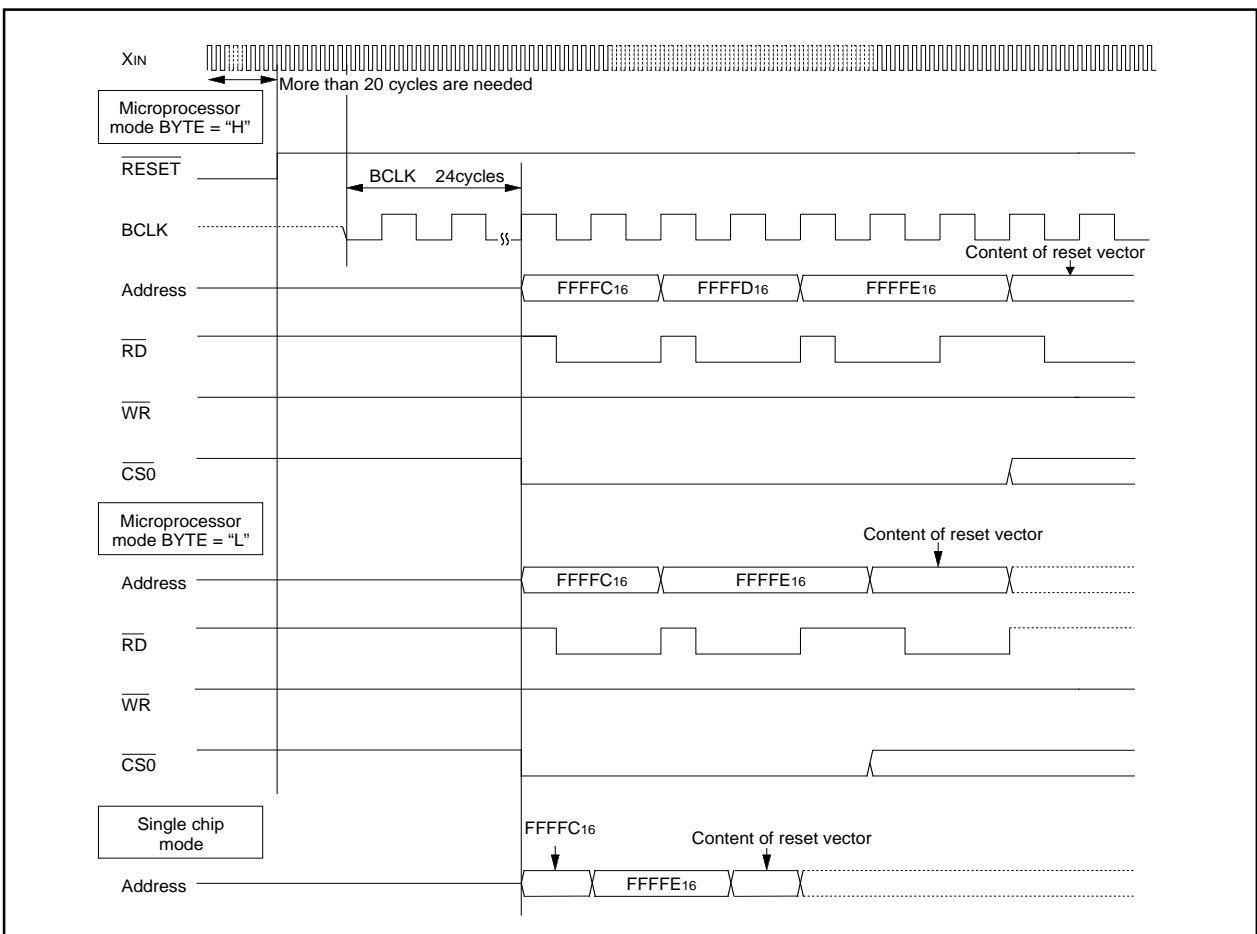 XIN
More than 20 cycles are needed
Microprocessor
mode BYTE = “H”
RESET
BCLK 24cycles
BCLK
Content of reset vector
Address
FFFFC16
FFFFD16
FFFFE16
RD
WR
CS0
Microprocessor
mode BYTE = “L”
Content of reset vector
Address
FFFFC16
FFFFE16
RD
WR
CS0
Single chip
mode
FFFFC16
Content of reset vector
Address
FFFFE16